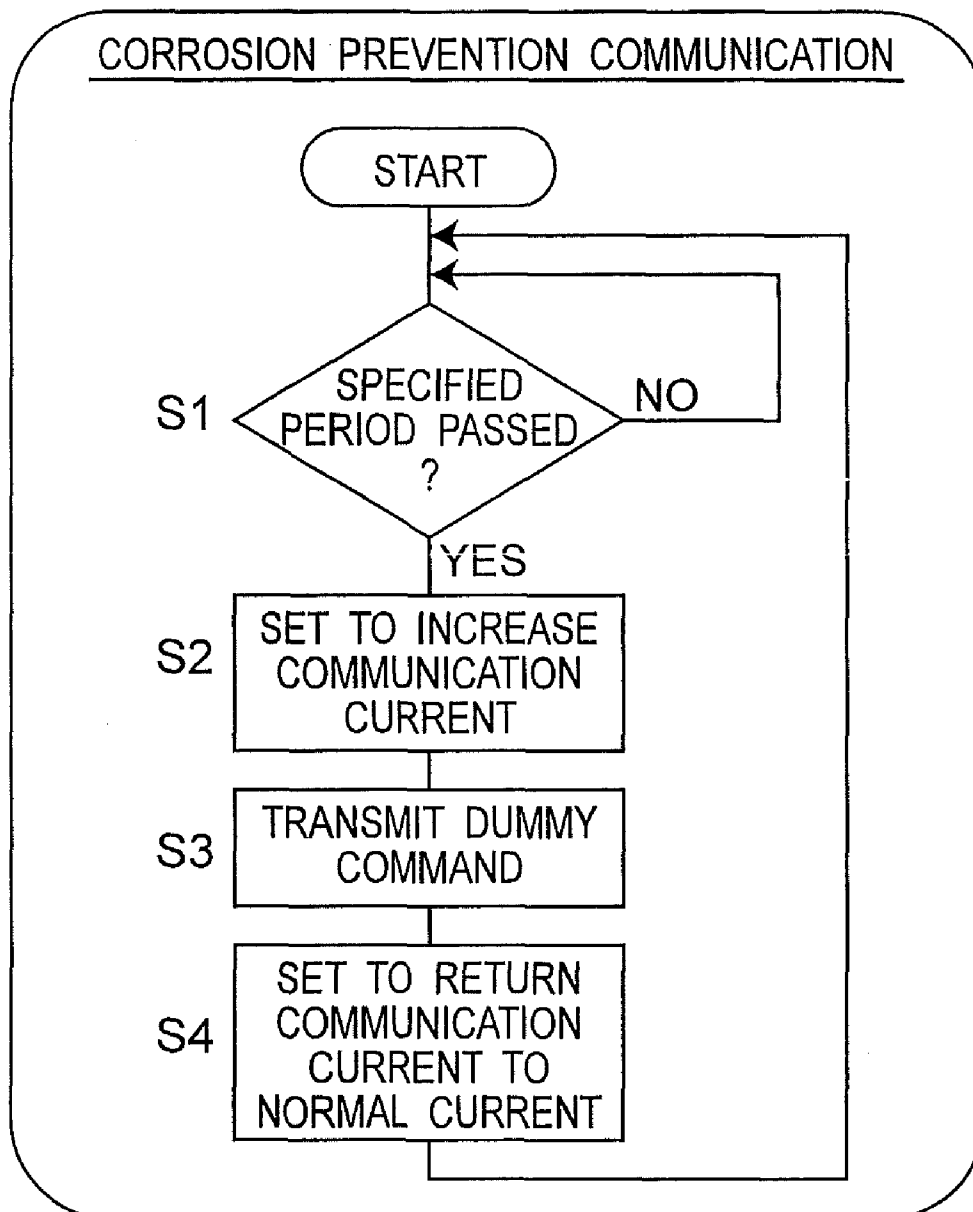 CORROSION PREVENTION COMMUNICATION
START
S1
SPECIFIED
PERIOD PASSED
?
NO
YES
S2
SET TO INCREASE
COMMUNICATION
CURRENT
S3
TRANSMIT DUMMY
COMMAND
S4
SET TO RETURN
COMMUNICATION
CURRENT TO
NORMAL CURRENT